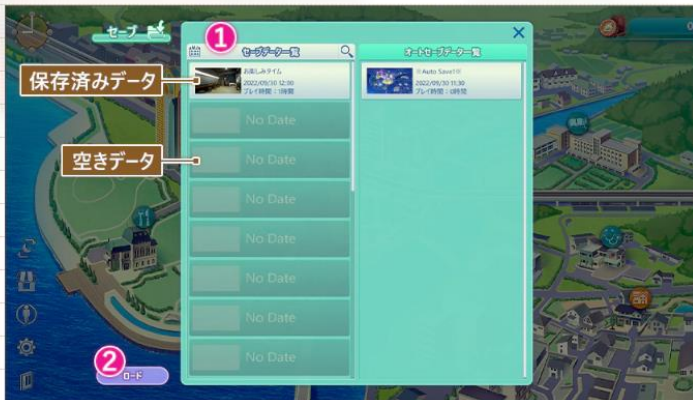 セーブ
1
セーブデータ一覧
オートセーブデータ一覧
保存済みデータ
お楽しみタイム
2022/09/30 12:30
プレイ時間:1時間
!!Auto Save1!!
2022/09/30 11:30
プレイ時間:0時間
No Date
空きデータ
No Date
No Date
No Date
No Date
No Date
No Date
2
ロード